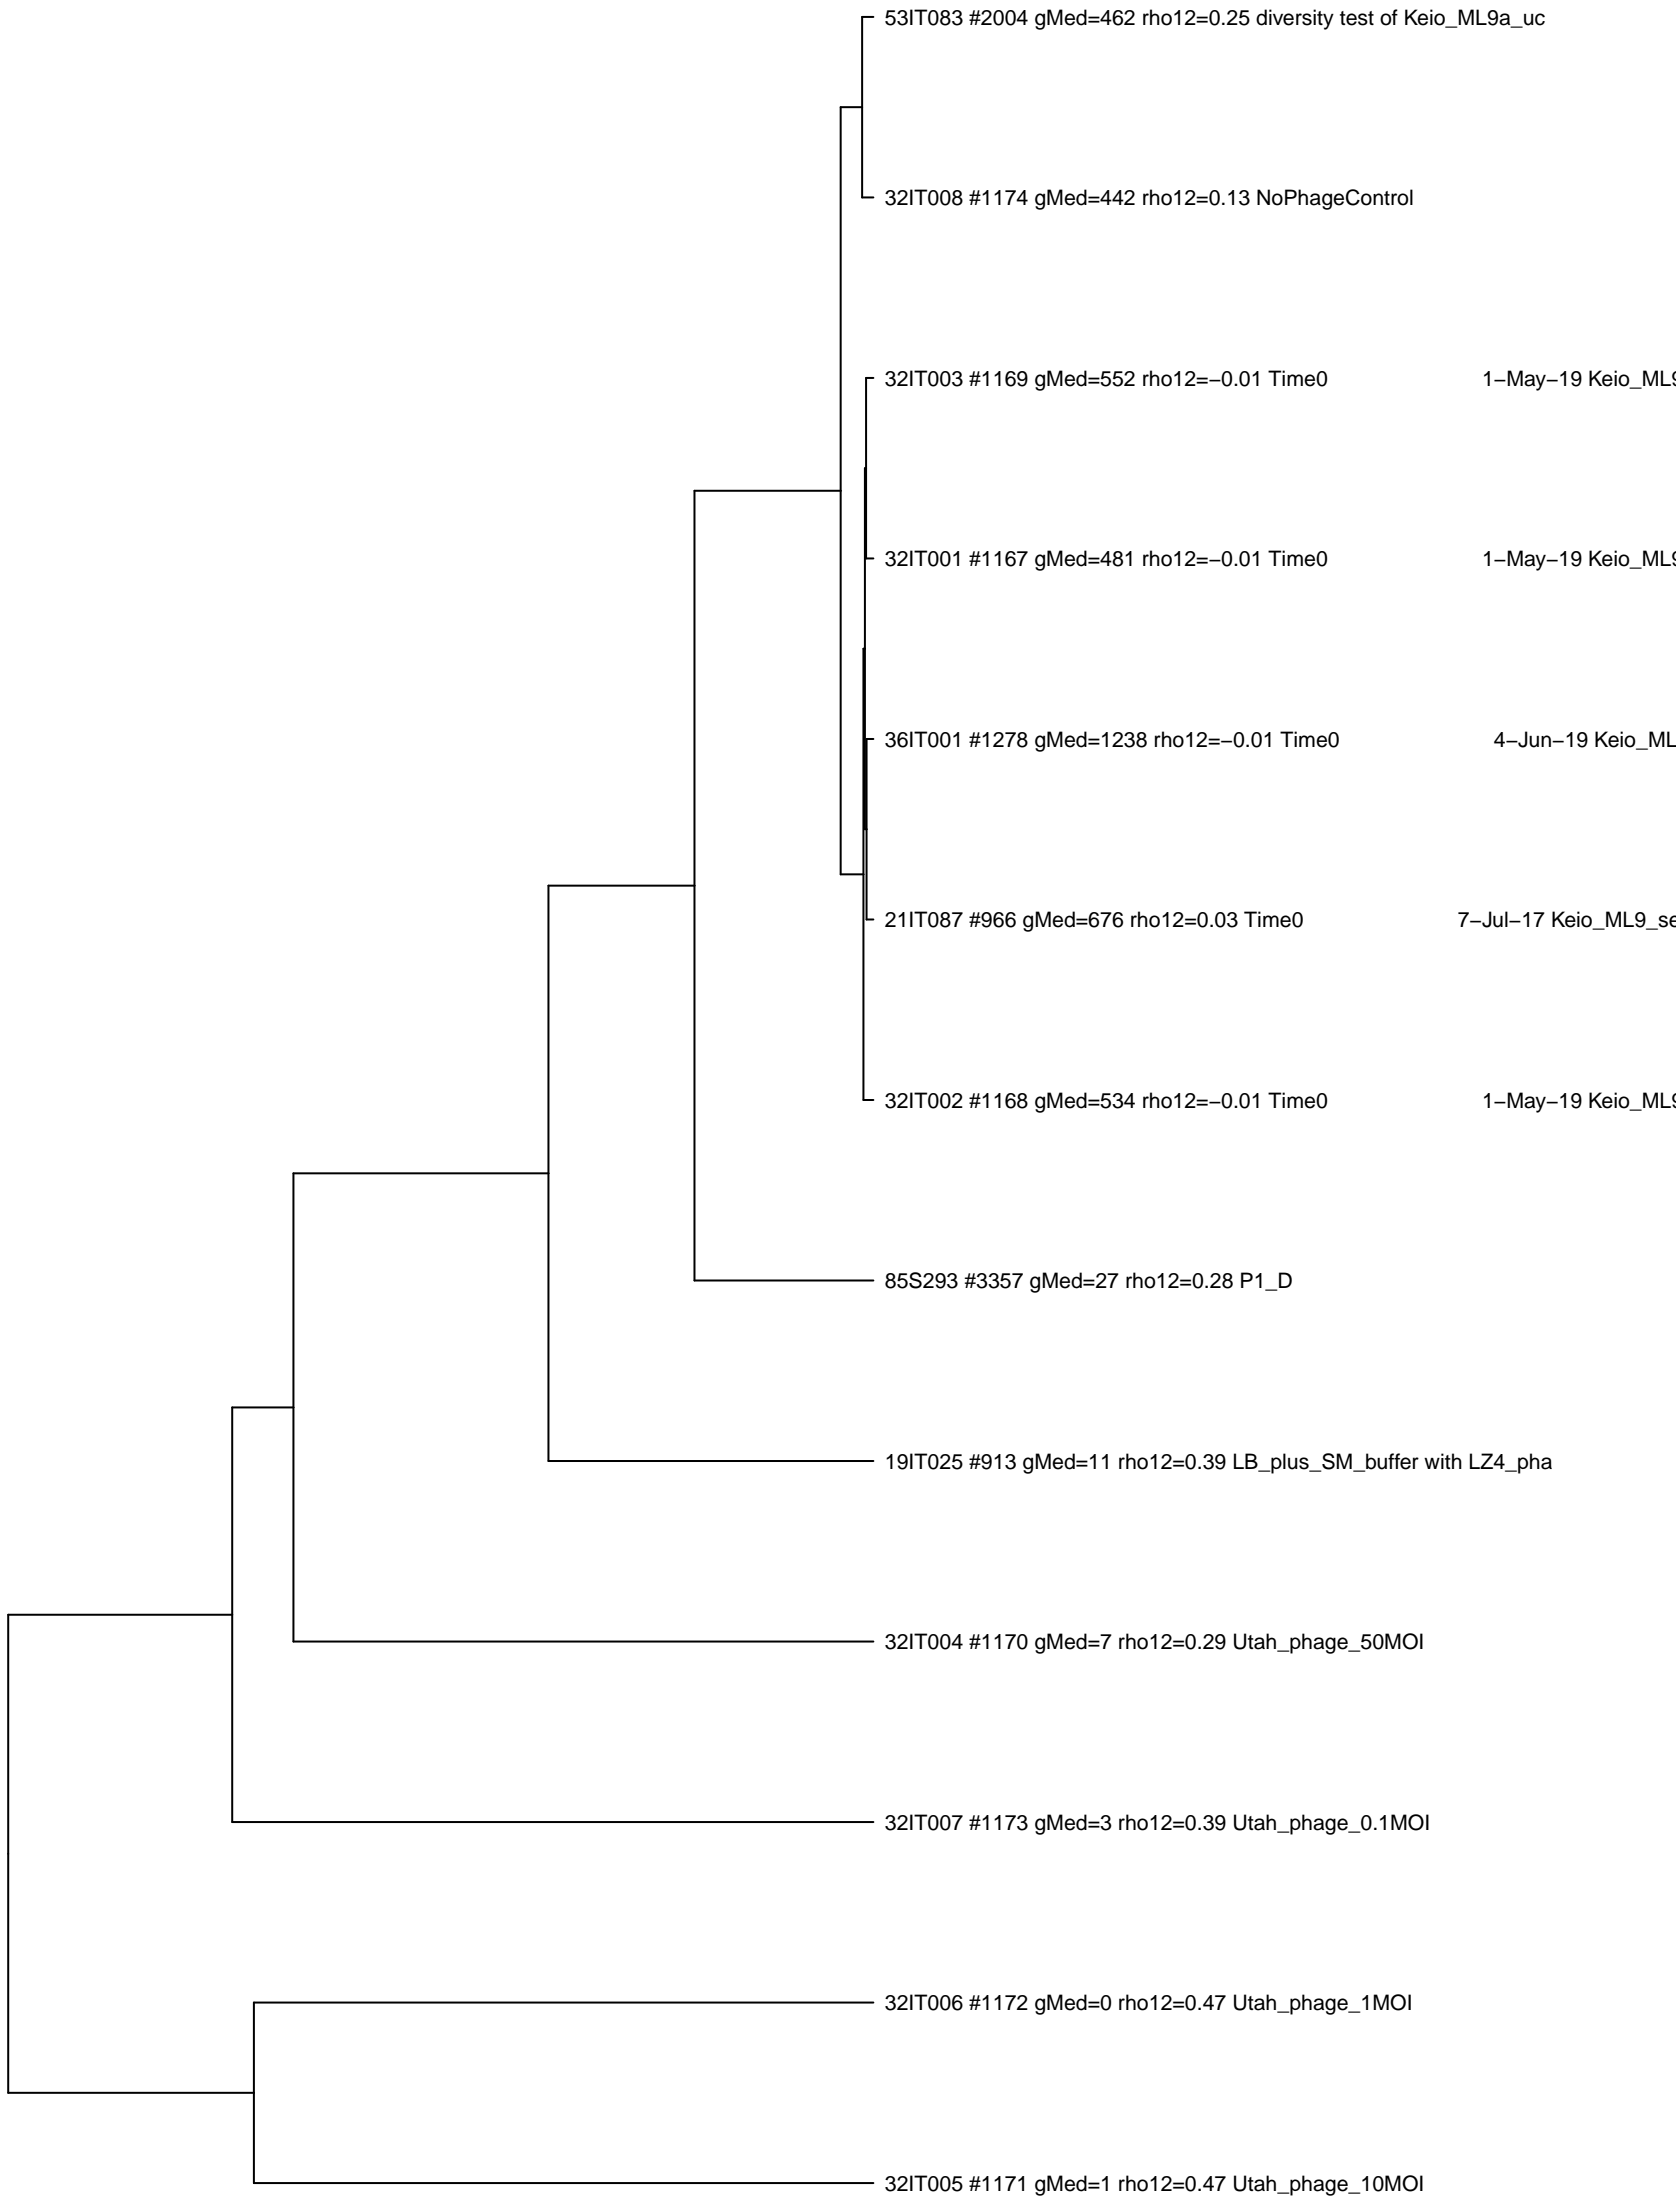 53IT083 #2004 gMed=462 rho12=0.25 diversity test of Keio_ML9a_uc
32IT008 #1174 gMed=442 rho12=0.13 NoPhageControl
32IT003 #1169 gMed=552 rho12=−0.01 Time0 1−May−19 Keio_ML9
32IT001 #1167 gMed=481 rho12=−0.01 Time0 1−May−19 Keio_ML9
36IT001 #1278 gMed=1238 rho12=−0.01 Time0 4−Jun−19 Keio_ML
21IT087 #966 gMed=676 rho12=0.03 Time0 7−Jul−17 Keio_ML9_se
32IT002 #1168 gMed=534 rho12=−0.01 Time0 1−May−19 Keio_ML9
85S293 #3357 gMed=27 rho12=0.28 P1_D
19IT025 #913 gMed=11 rho12=0.39 LB_plus_SM_buffer with LZ4_pha
32IT004 #1170 gMed=7 rho12=0.29 Utah_phage_50MOI
32IT007 #1173 gMed=3 rho12=0.39 Utah_phage_0.1MOI
32IT006 #1172 gMed=0 rho12=0.47 Utah_phage_1MOI
32IT005 #1171 gMed=1 rho12=0.47 Utah_phage_10MOI